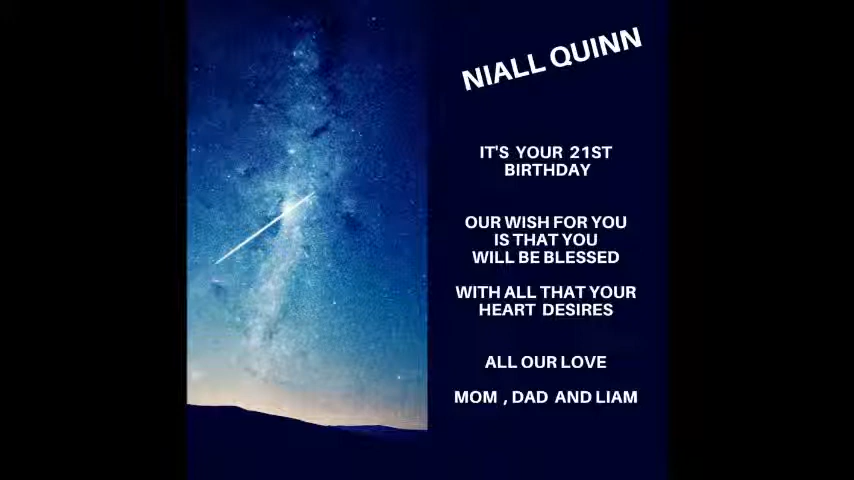 NIALL QUINN
IT'S YOUR 21ST
BIRTHDAY
OUR WISH FOR YOU
IS THAT YOU
WILL BE BLESSED
WITH ALL THAT YOUR
HEART DESIRES
ALL OUR LOVE
MOM , DAD AND LIAM